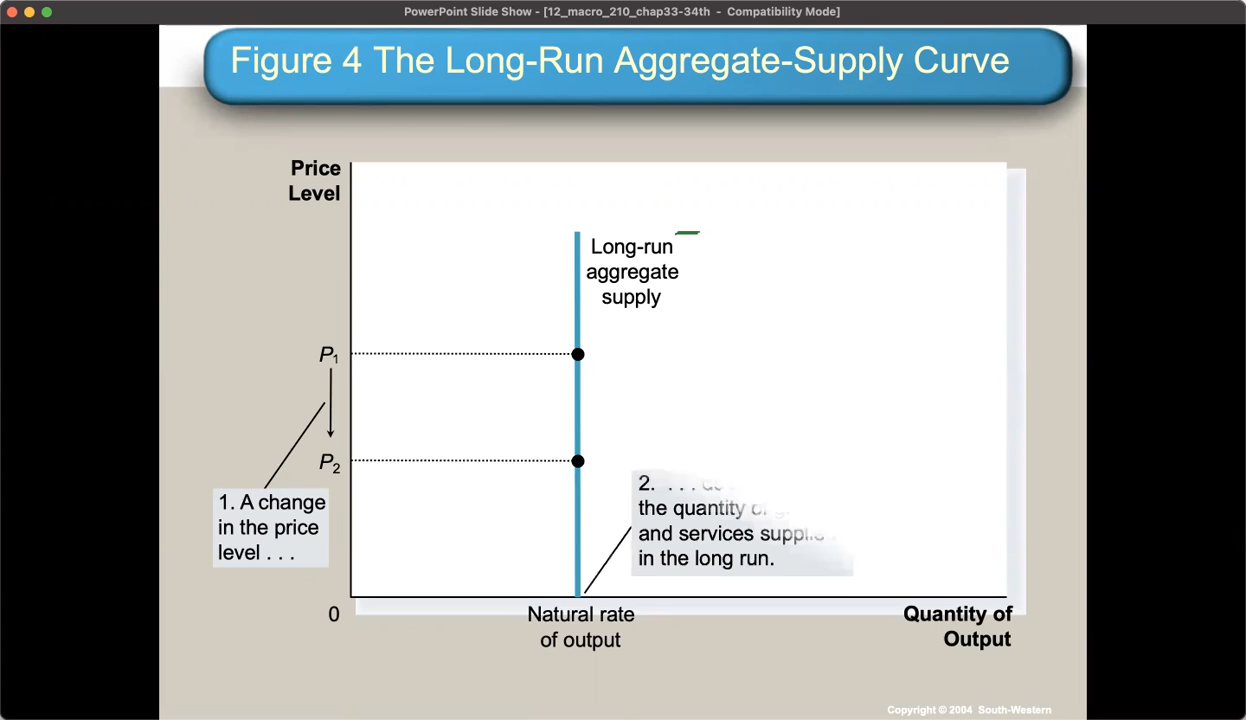 PowerPoint Slide Show - [12_macro_210_chap33-34th - Compatibility Mode]
Figure 4 The Long-Run Aggregate-Supply Curve
Price
Level
Long-run
aggregate
supply
P1
P2
1. A change
in the price
level . . .
2. . . .
the quantity
and services
in the long run.
0
Natural rate
of output
Quantity of
Output
Copyright © 2004 South-Western